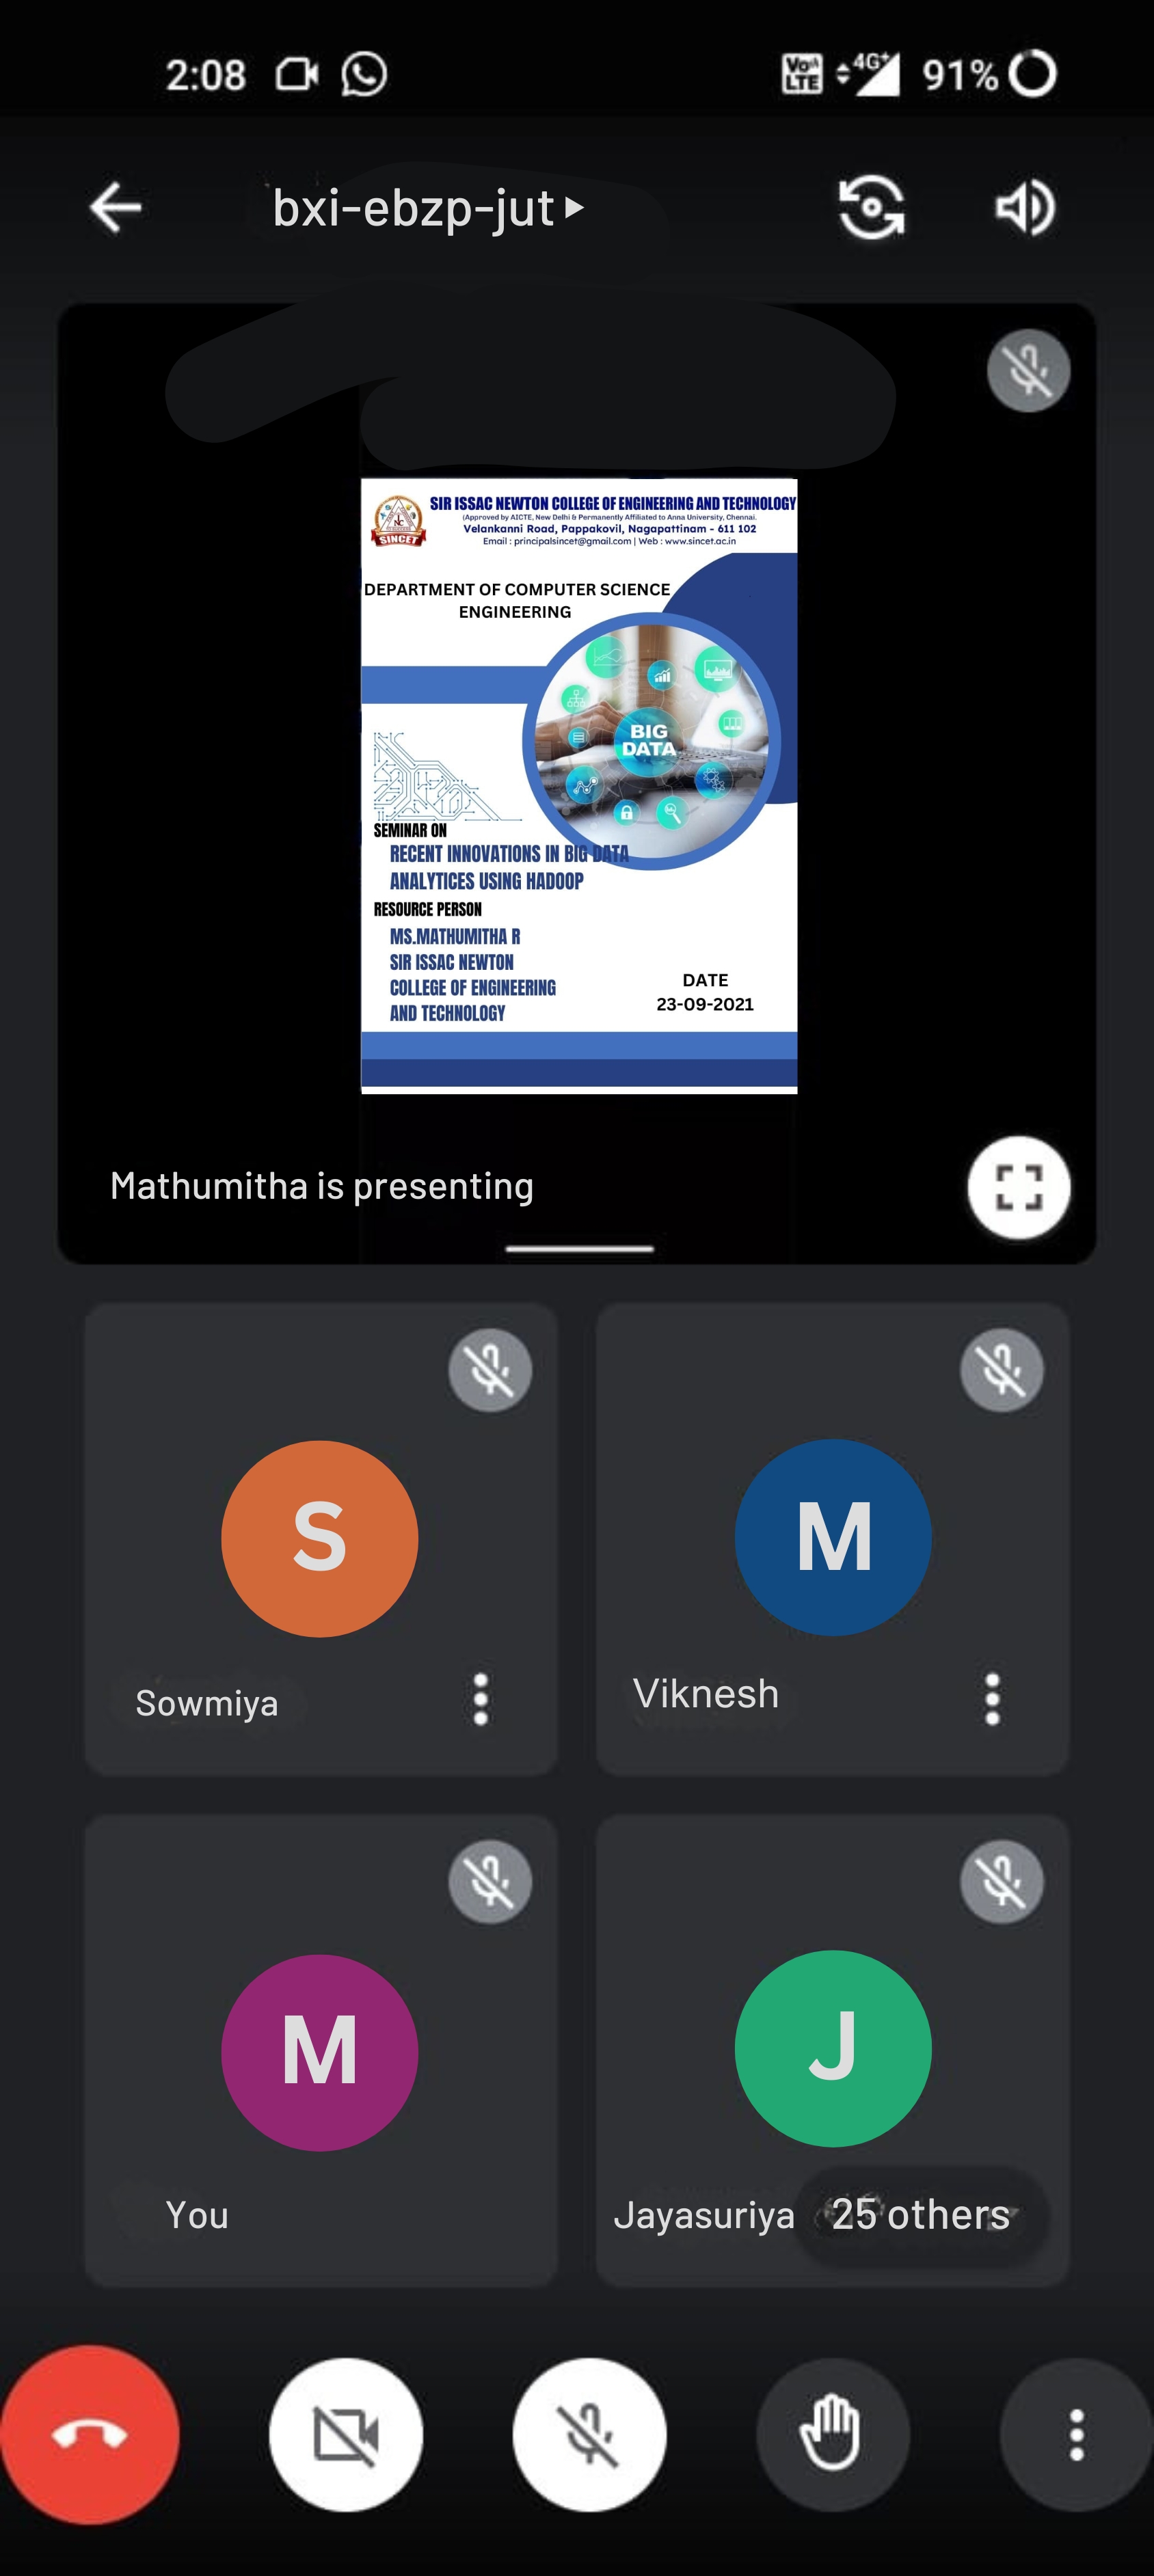 2:08
Vo LTE 4G+ 91%
bxi-ebzp-jut
SIR ISSAC NEWTON COLLEGE OF ENGINEERING AND TECHNOLOGY
(Approved by AICTE, New Delhi & Permanently Affiliated to Anna University, Chennai.
Velankanni Road, Pappakovil, Nagapattinam - 611 102
Email : principalsincet@gmail.com | Web : www.sincet.ac.in
SINCET
DEPARTMENT OF COMPUTER SCIENCE
ENGINEERING
BIG
DATA
SEMINAR ON
RECENT INNOVATIONS IN BIG DATA
ANALYTICES USING HADOOP
RESOURCE PERSON
MS.MATHUMITHA R
SIR ISSAC NEWTON
COLLEGE OF ENGINEERING
AND TECHNOLOGY
DATE
23-09-2021
Mathumitha is presenting
S
M
Sowmiya
Viknesh
M
J
You
Jayasuriya
25 others